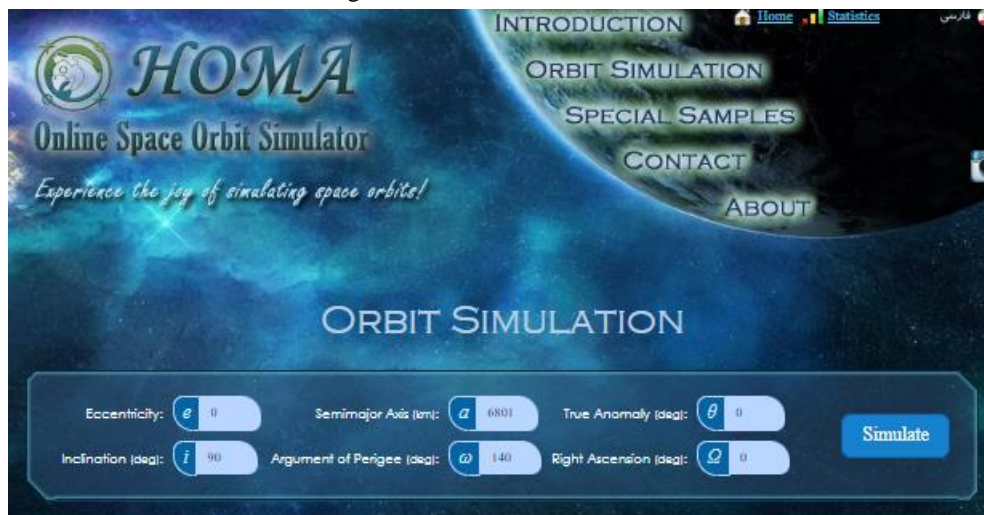 INTRODUCTION
Home Statistics فارسی
HOMA
ORBIT SIMULATION
Online Space Orbit Simulator
SPECIAL SAMPLES
CONTACT
Experience the joy of simulating space orbits!
ABOUT
ORBIT SIMULATION
Eccentricity: e 0 Semimajor Axis (km): a 6801 True Anomaly (deg): θ 0
Simulate
Inclination (deg): i 90 Argument of Perigee (deg): ω 140 Right Ascension (deg): Ω 0